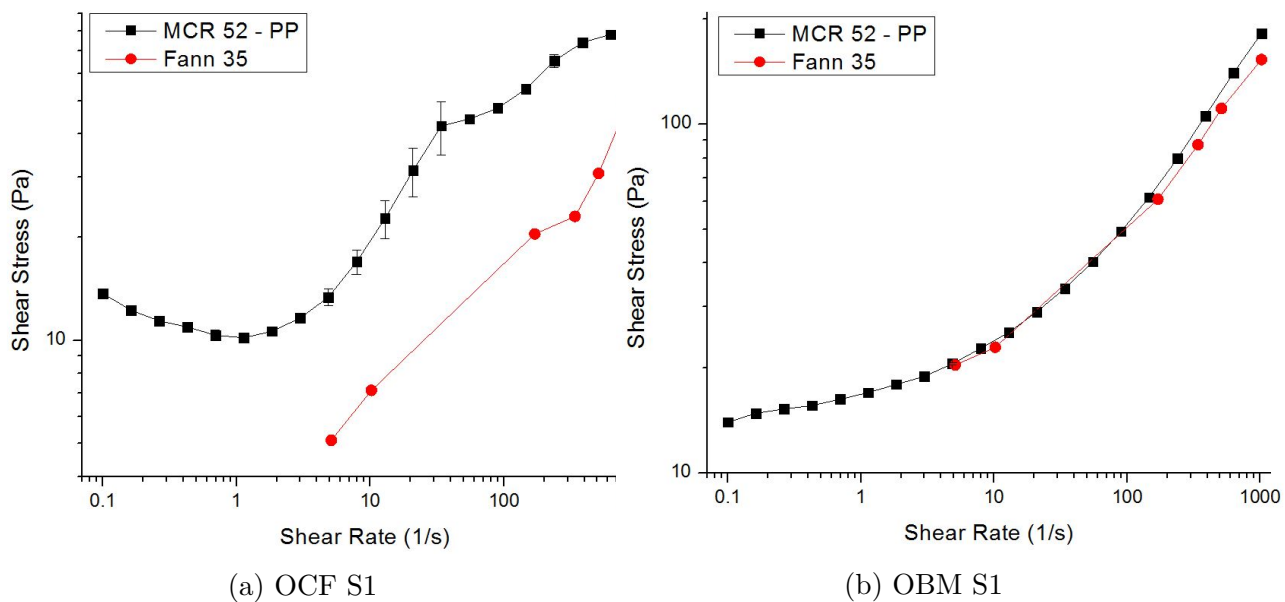 MCR 52 - PP
Fann 35
Shear Stress (Pa)
10
0.1 1 10 100
Shear Rate (1/s)
(a) OCF S1
MCR 52 - PP
Fann 35
Shear Stress (Pa)
100
10
0.1 1 10 100 1000
Shear Rate (1/s)
(b) OBM S1